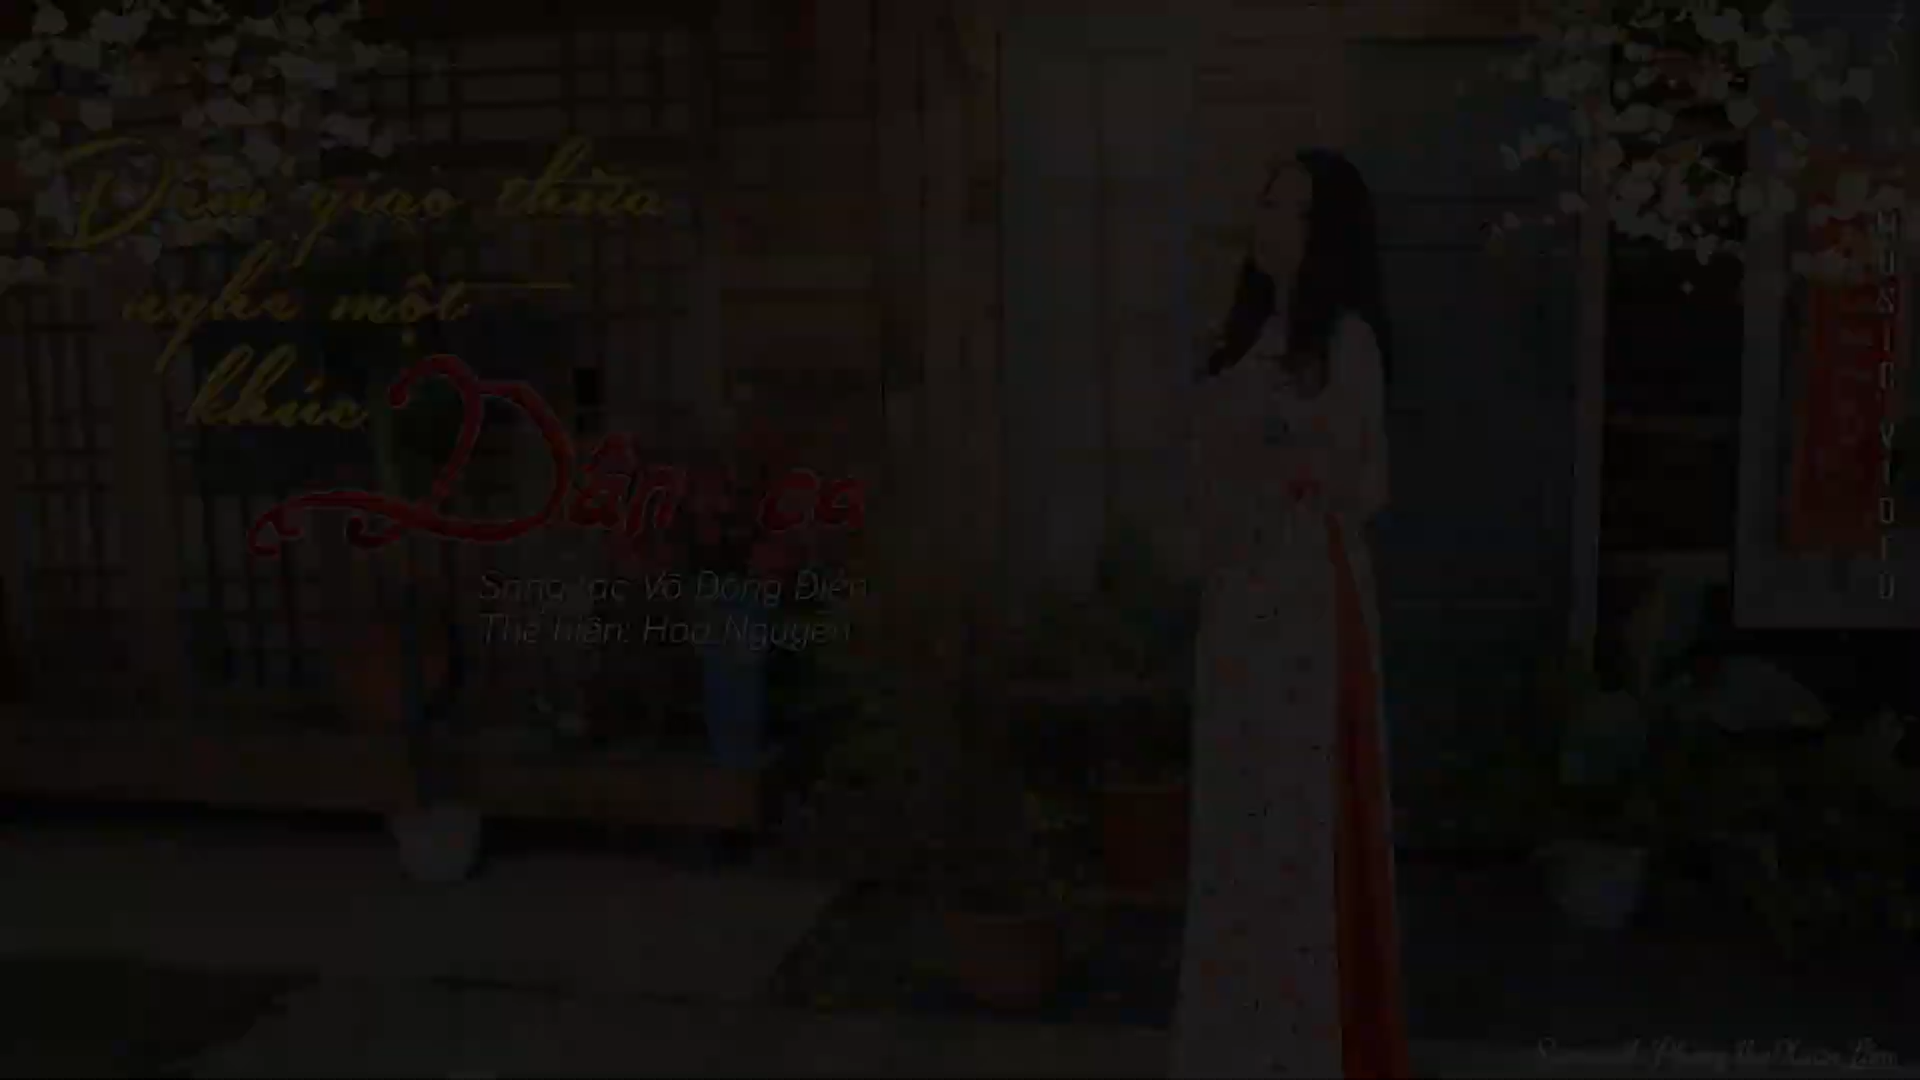 Đêm giao thừa
nghe một
khúc
Dân ca
Sáng tác Võ Đông Điền
Thể hiện: Hoa Nguyễn
MUSIC VIDEO